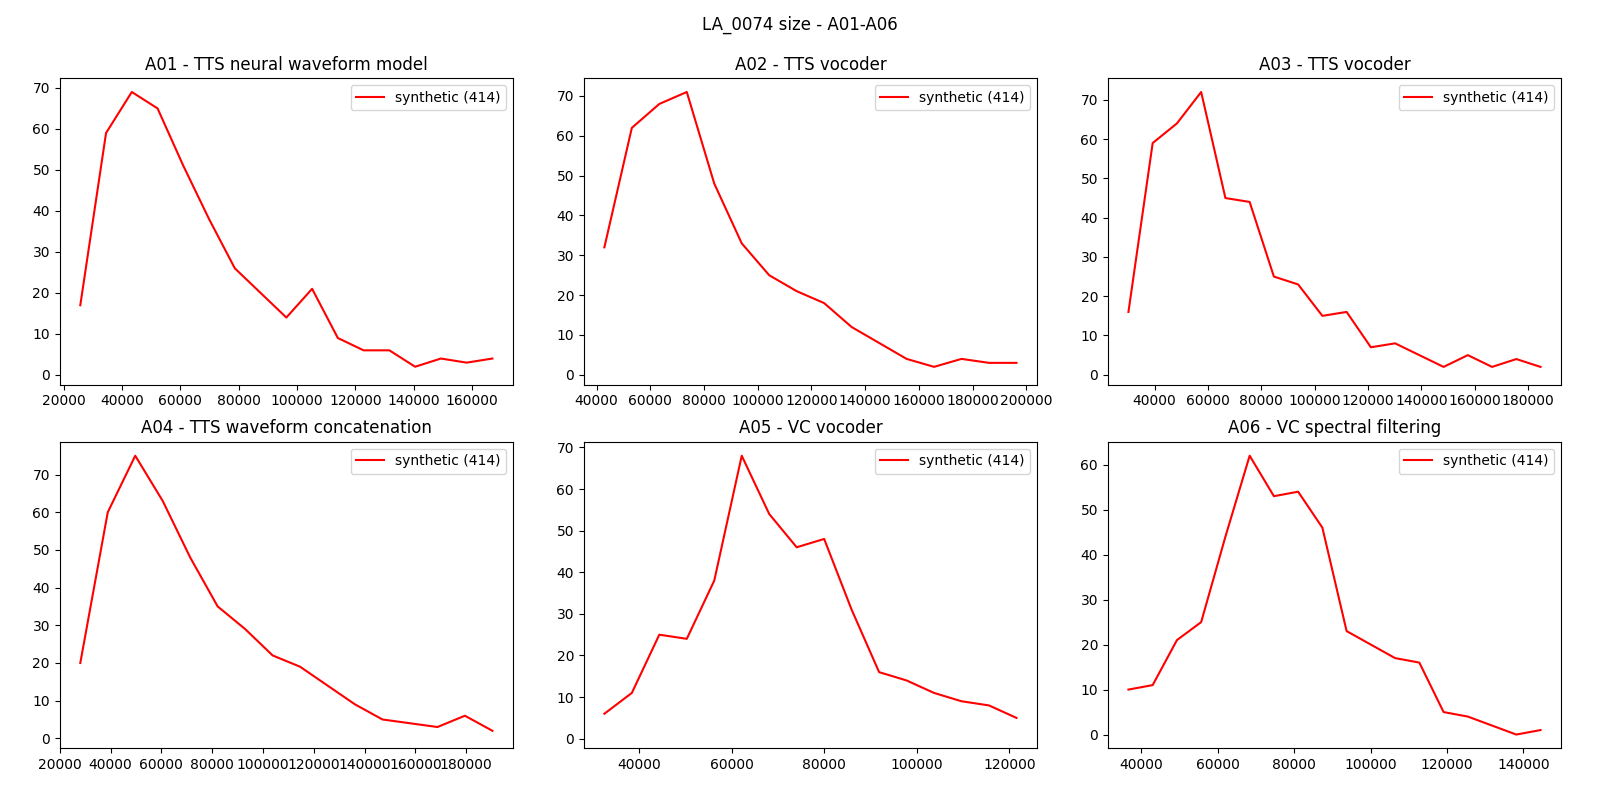 LA_0074 size - A01-A06
A01 - TTS neural waveform model
70
60
50
40
30
20
10
0
synthetic (414)
20000 40000 60000 80000 100000 120000 140000 160000
A02 - TTS vocoder
70
60
50
40
30
20
10
0
synthetic (414)
40000 60000 80000 100000 120000 140000 160000 180000 200000
A03 - TTS vocoder
70
60
50
40
30
20
10
0
synthetic (414)
40000 60000 80000 100000 120000 140000 160000 180000
A04 - TTS waveform concatenation
70
60
50
40
30
20
10
0
synthetic (414)
20000 40000 60000 80000 100000 120000 140000 160000 180000
A05 - VC vocoder
70
60
50
40
30
20
10
0
synthetic (414)
40000 60000 80000 100000 120000
A06 - VC spectral filtering
60
50
40
30
20
10
0
synthetic (414)
40000 60000 80000 100000 120000 140000